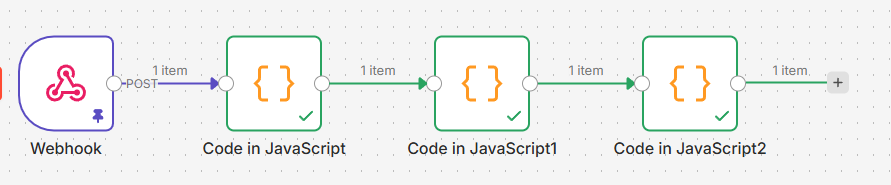 POST
1 item
1 item
1 item
1 item
Webhook
Code in JavaScript
Code in JavaScript1
Code in JavaScript2